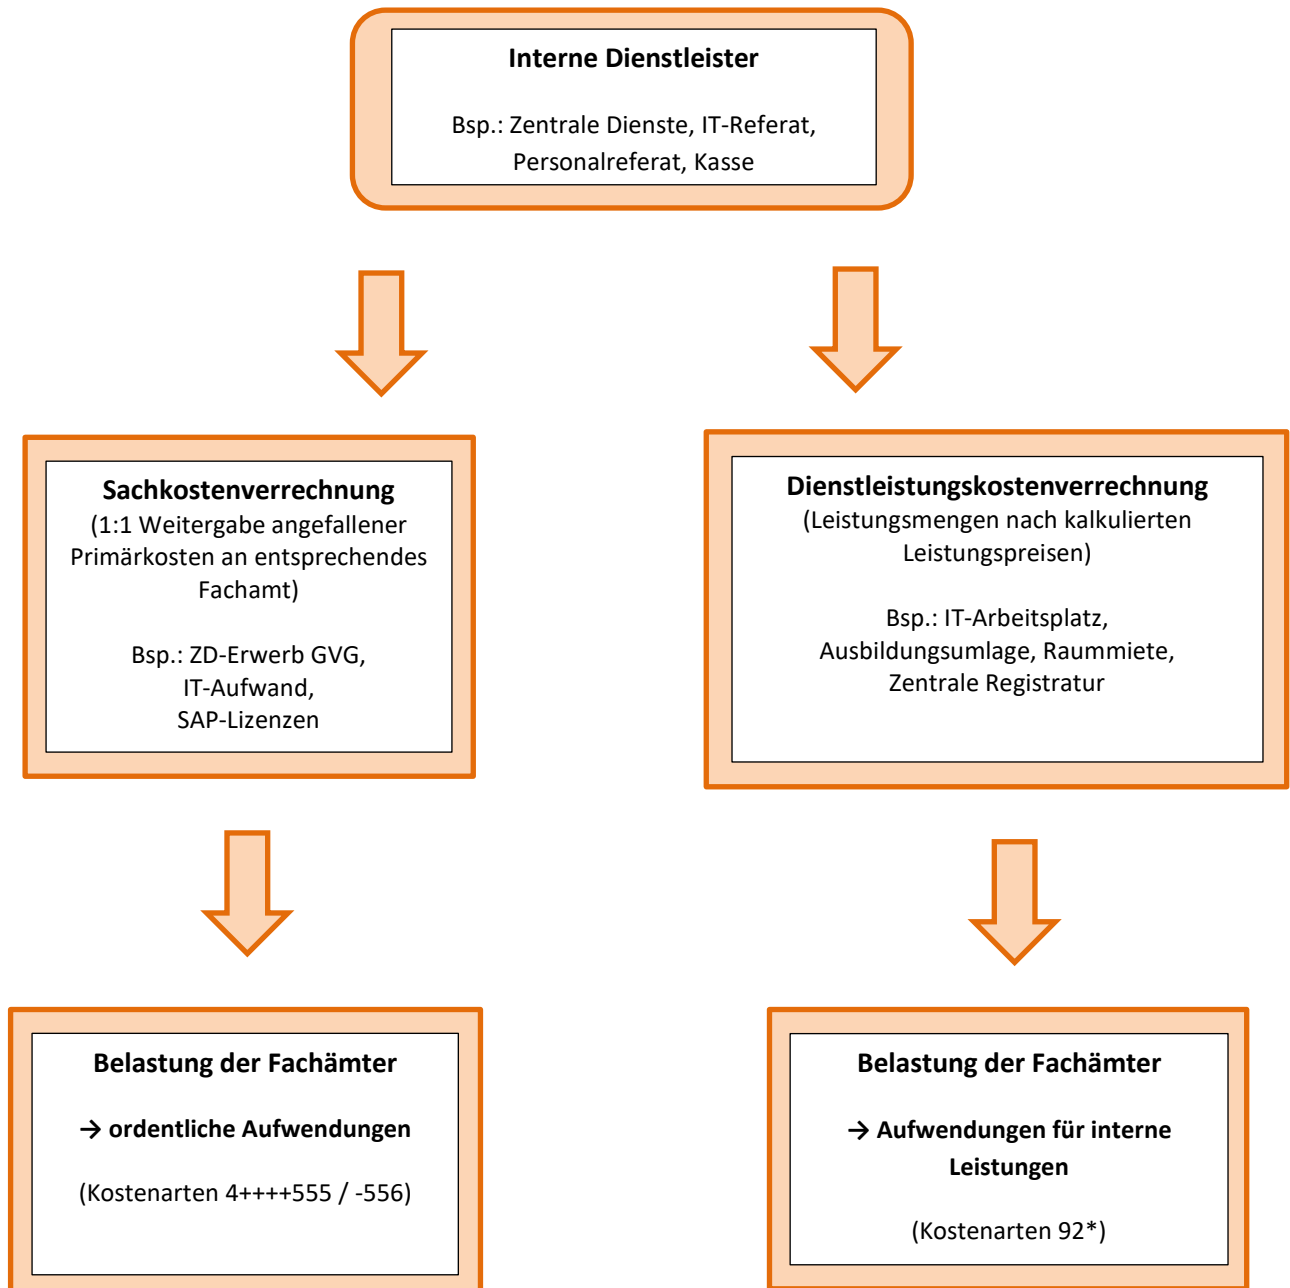 Interne Dienstleister
Bsp.: Zentrale Dienste, IT-Referat,
Personalreferat, Kasse
Sachkostenverrechnung
(1:1 Weitergabe angefallener
Primärkosten an entsprechendes
Fachamt)
Bsp.: ZD-Erwerb GVG,
IT-Aufwand,
SAP-Lizenzen
Dienstleistungskostenverrechnung
(Leistungsmengen nach kalkulierten
Leistungspreisen)
Bsp.: IT-Arbeitsplatz,
Ausbildungsumlage, Raummiete,
Zentrale Registratur
Belastung der Fachämter
→ ordentliche Aufwendungen
(Kostenarten 4++++555 / -556)
Belastung der Fachämter
→ Aufwendungen für interne
Leistungen
(Kostenarten 92*)